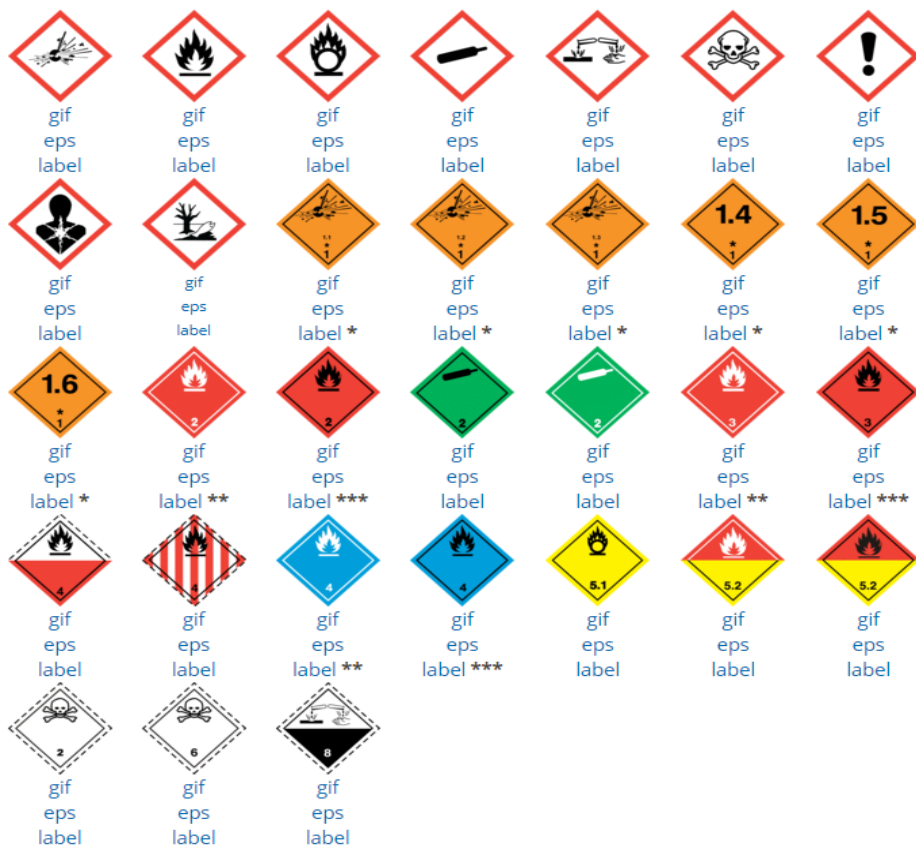 gif gif gif gif gif gif gif
eps eps eps eps eps eps eps
label label label label label label label
1.1 1.2 1.3 1.4 1.5
* * * * *
1 1 1 1 1
gif gif gif gif gif gif gif
eps eps eps eps eps eps eps
label label label * label * label * label * label *
1.6
*
1 2 2 2 2 3 3
gif gif gif gif gif gif gif
eps eps eps eps eps eps eps
label * label ** label *** label label label ** label ***
4 4 4 4 5.1 5.2 5.2
gif gif gif gif gif gif gif
eps eps eps eps eps eps eps
label label label ** label *** label label label
2 6 8
gif gif gif
eps eps eps
label label label